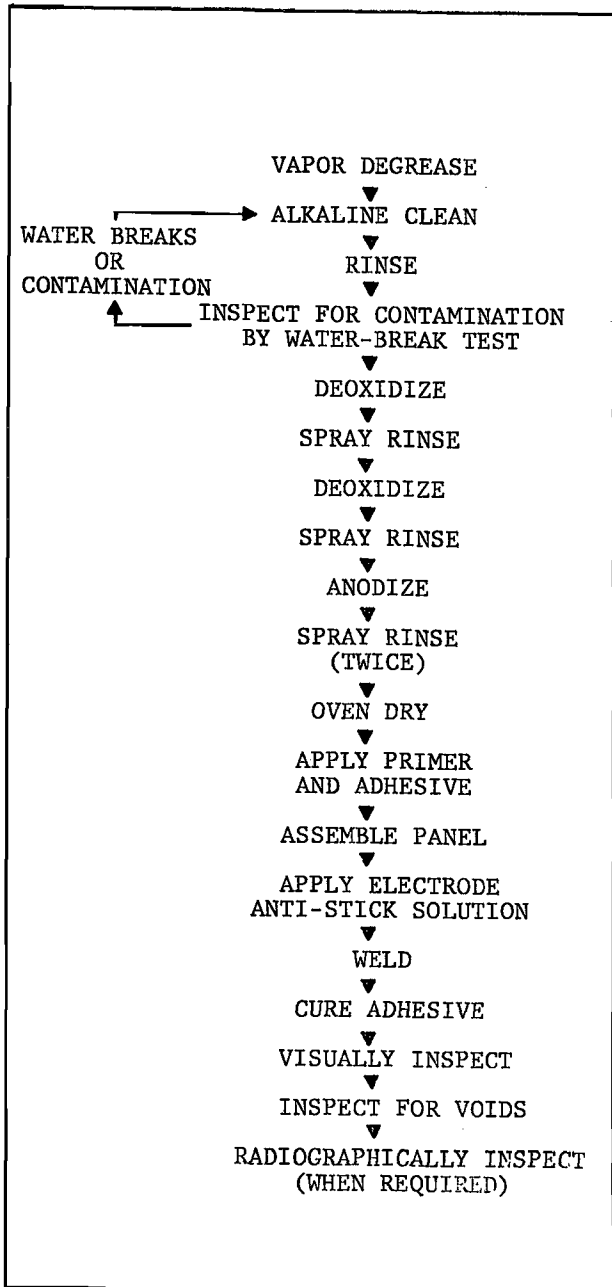 VAPOR DEGREASE
ALKALINE CLEAN
WATER BREAKS
OR
CONTAMINATION
RINSE
INSPECT FOR CONTAMINATION
BY WATER-BREAK TEST
DEOXIDIZE
SPRAY RINSE
DEOXIDIZE
SPRAY RINSE
ANODIZE
SPRAY RINSE
(TWICE)
OVEN DRY
APPLY PRIMER
AND ADHESIVE
ASSEMBLE PANEL
APPLY ELECTRODE
ANTI-STICK SOLUTION
WELD
CURE ADHESIVE
VISUALLY INSPECT
INSPECT FOR VOIDS
RADIOGRAPHICALLY INSPECT
(WHEN REQUIRED)